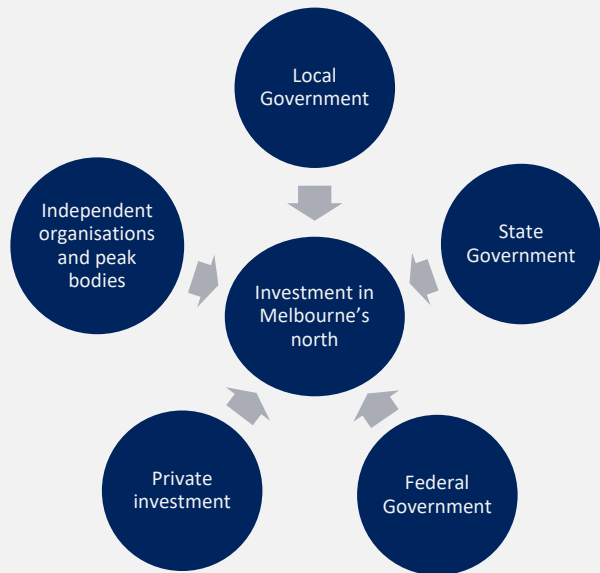 Local
Government
Independent
organisations
and peak
bodies
State
Government
Investment in
Melbourne’s
north
Private
investment
Federal
Government